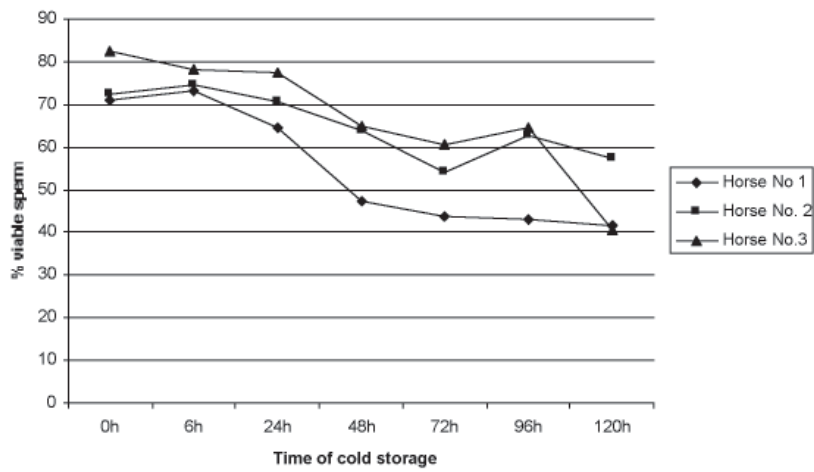 90
80
70
60
50
40
30
20
10
0
% viable sperm
0h 6h 24h 48h 72h 96h 120h
Time of cold storage
Horse No 1
Horse No. 2
Horse No.3